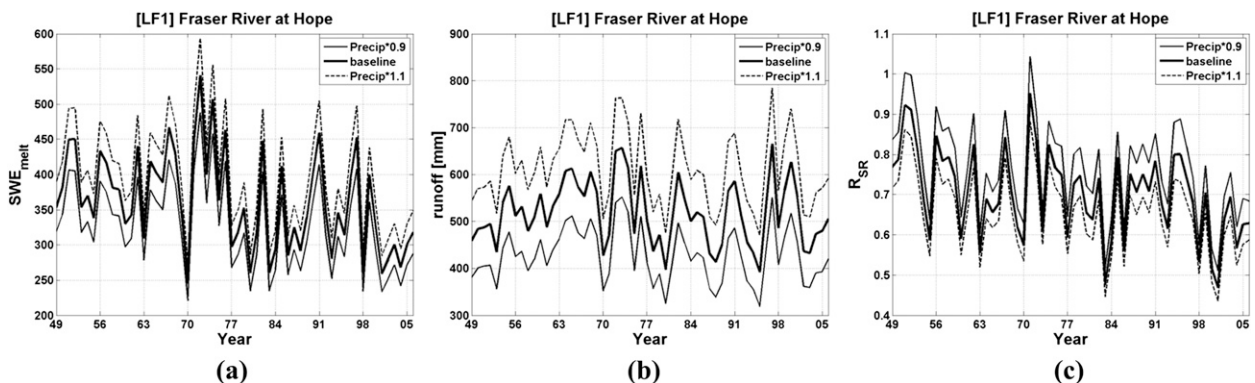 [LF1] Fraser River at Hope
SWE_melt
600
550
500
450
400
350
300
250
200
Precip*0.9
baseline
Precip*1.1
49 56 63 70 77 84 91 98 05
Year
(a)
[LF1] Fraser River at Hope
runoff [mm]
900
800
700
600
500
400
300
Precip*0.9
baseline
Precip*1.1
49 56 63 70 77 84 91 98 05
Year
(b)
[LF1] Fraser River at Hope
R_SR
1.1
1
0.9
0.8
0.7
0.6
0.5
0.4
Precip*0.9
baseline
Precip*1.1
49 56 63 70 77 84 91 98 05
Year
(c)